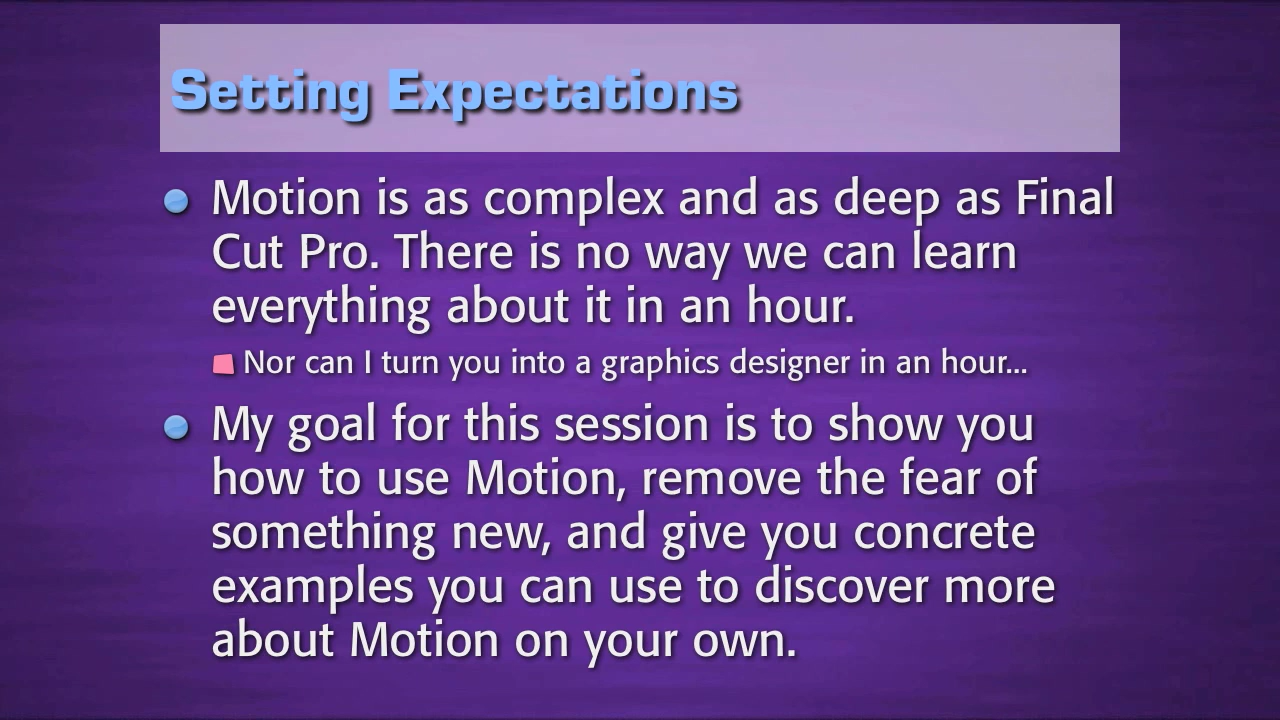 Setting Expectations
Motion is as complex and as deep as Final
Cut Pro. There is no way we can learn
everything about it in an hour.
Nor can I turn you into a graphics designer in an hour...
My goal for this session is to show you
how to use Motion, remove the fear of
something new, and give you concrete
examples you can use to discover more
about Motion on your own.